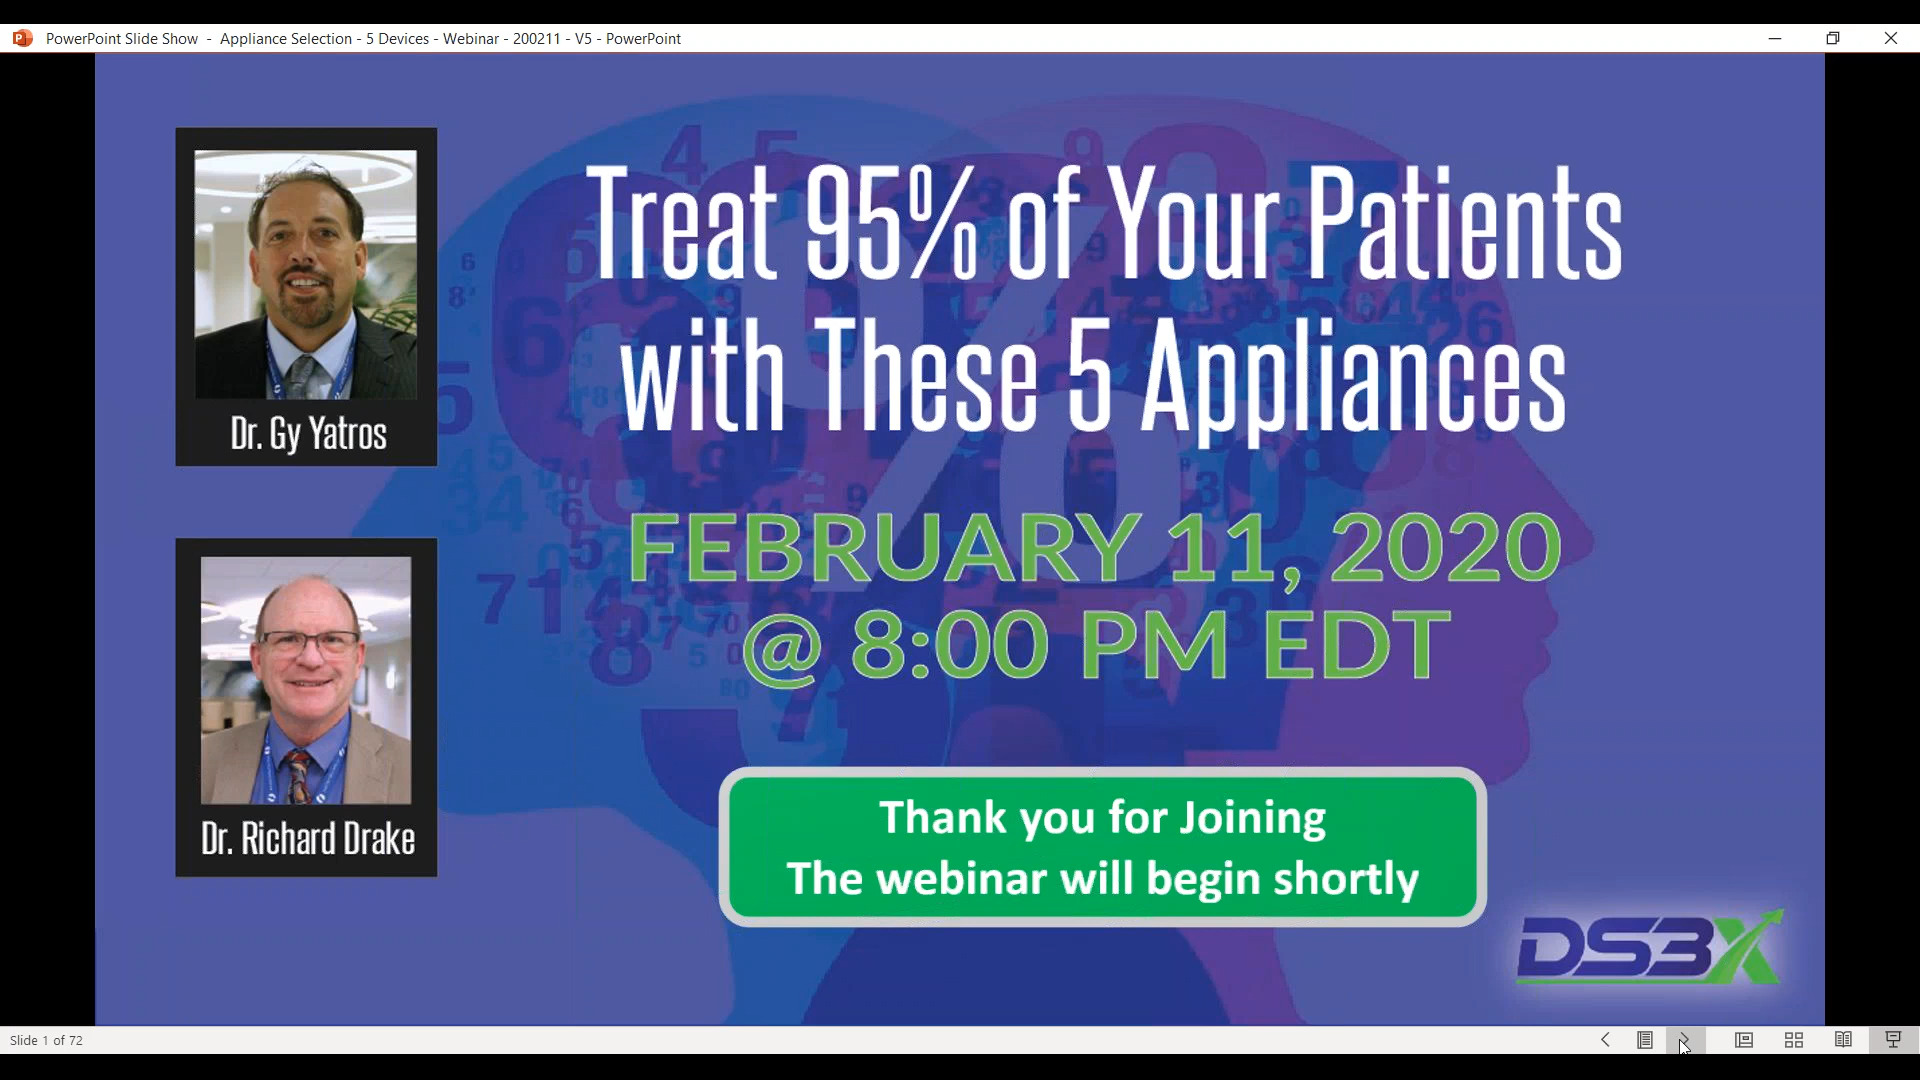 PowerPoint Slide Show - Appliance Selection - 5 Devices - Webinar - 200211 - V5 - PowerPoint
Treat 95% of Your Patients
with These 5 Appliances
FEBRUARY 11, 2020
@ 8:00 PM EDT
Dr. Gy Yatros
Dr. Richard Drake
Thank you for Joining
The webinar will begin shortly
DS3X
Slide 1 of 72